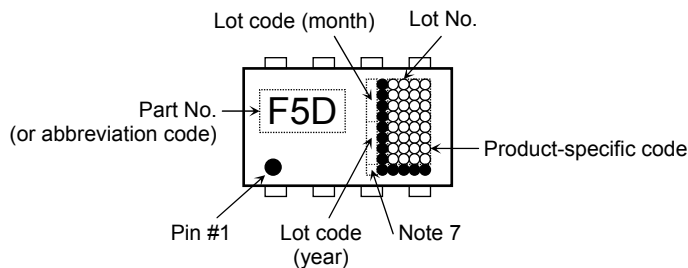 Lot code (month)
Lot No.
Part No.
(or abbreviation code)
F5D
Product-specific code
Pin #1
Lot code
(year)
Note 7